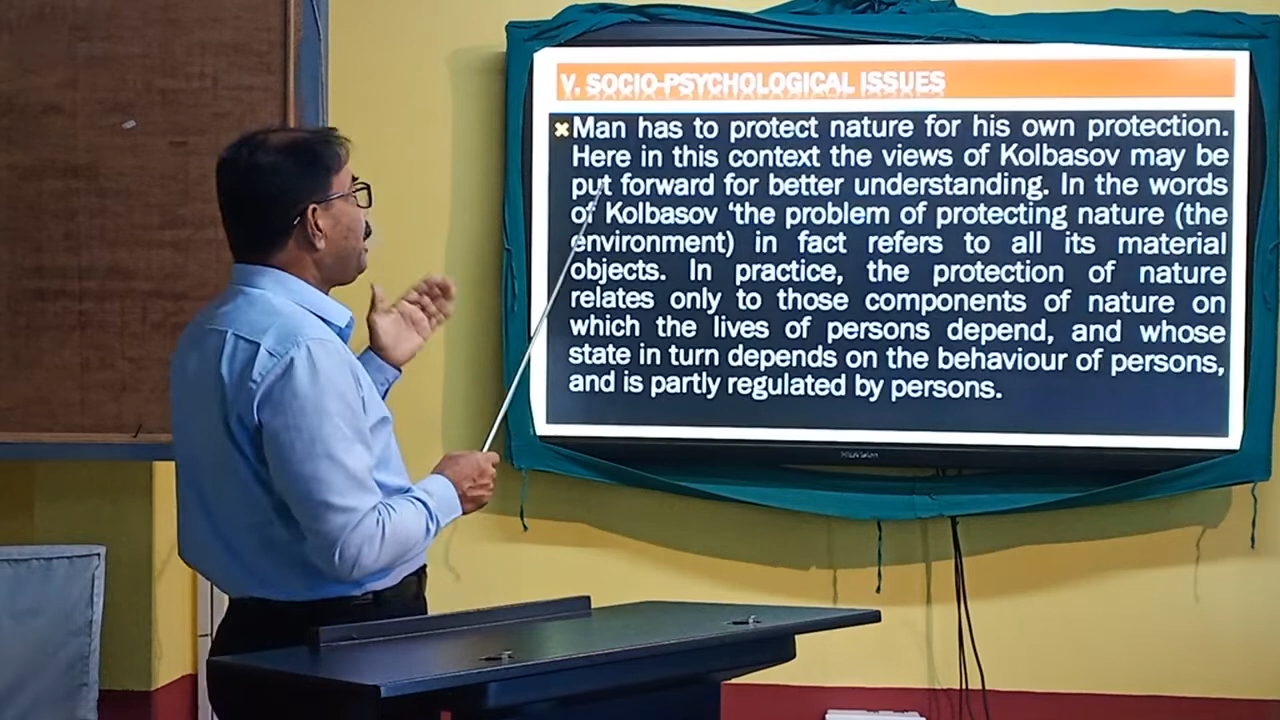 V. SOCIO-PSYCHOLOGICAL ISSUES
Man has to protect nature for his own protection.
Here in this context the views of Kolbasov may be
put forward for better understanding. In the words
of Kolbasov ‘the problem of protecting nature (the
environment) in fact refers to all its material
objects. In practice, the protection of nature
relates only to those components of nature on
which the lives of persons depend, and whose
state in turn depends on the behaviour of persons,
and is partly regulated by persons.